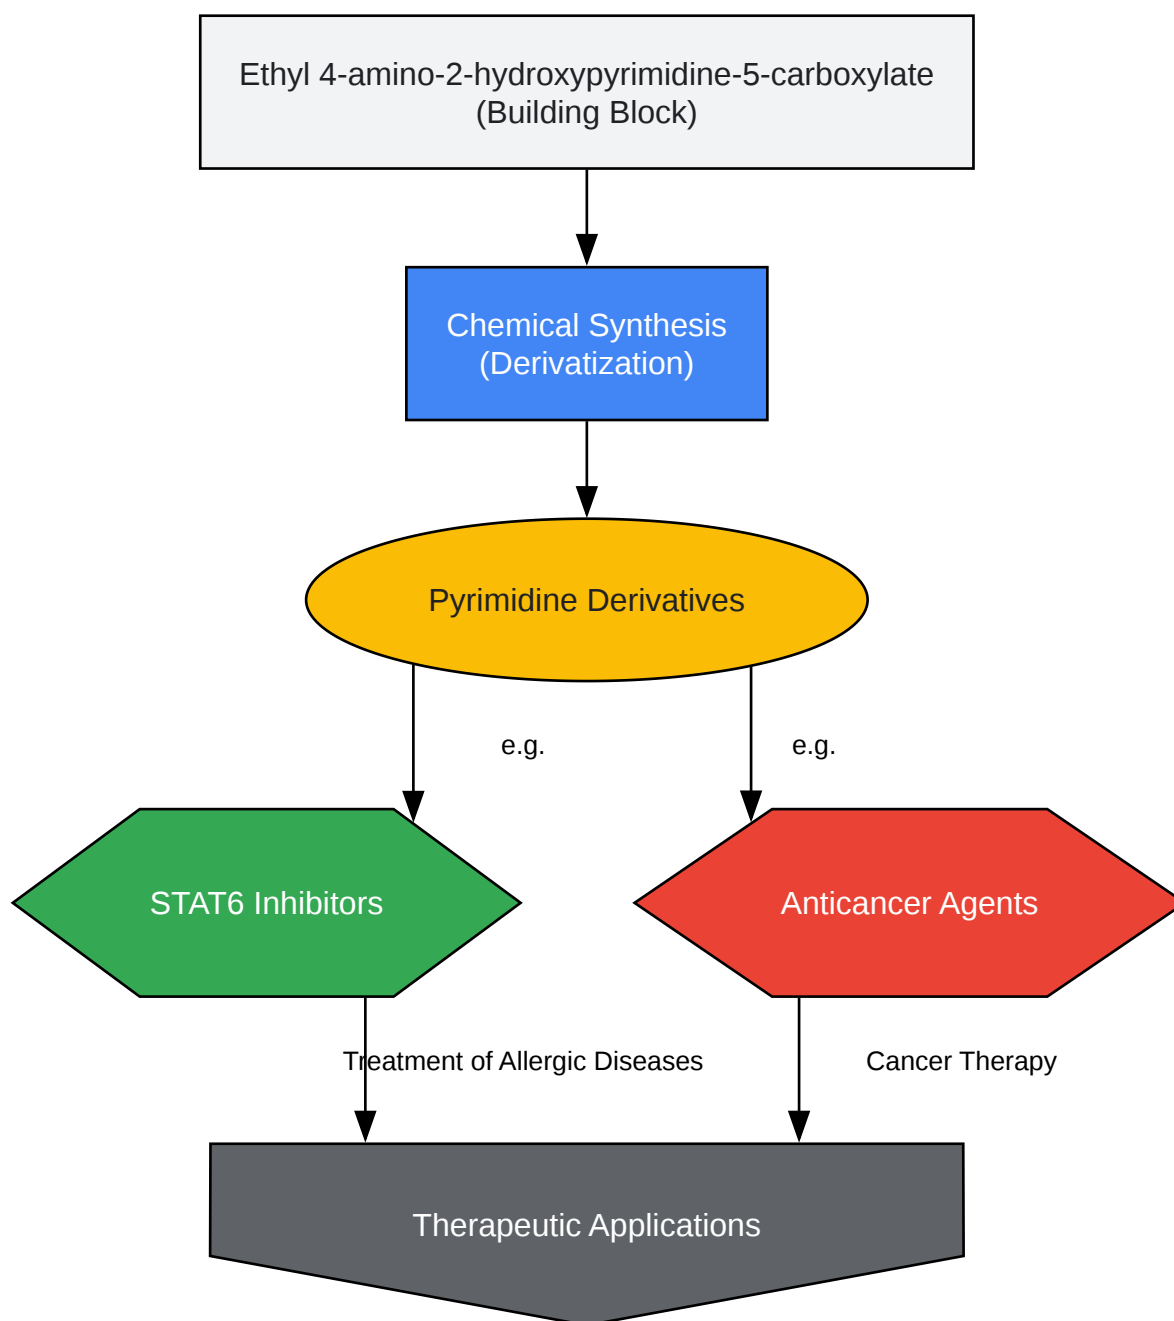 Ethyl 4-amino-2-hydroxypyrimidine-5-carboxylate
(Building Block)
Chemical Synthesis
(Derivatization)
Pyrimidine Derivatives
e.g.
e.g.
STAT6 Inhibitors
Anticancer Agents
Treatment of Allergic Diseases
Cancer Therapy
Therapeutic Applications